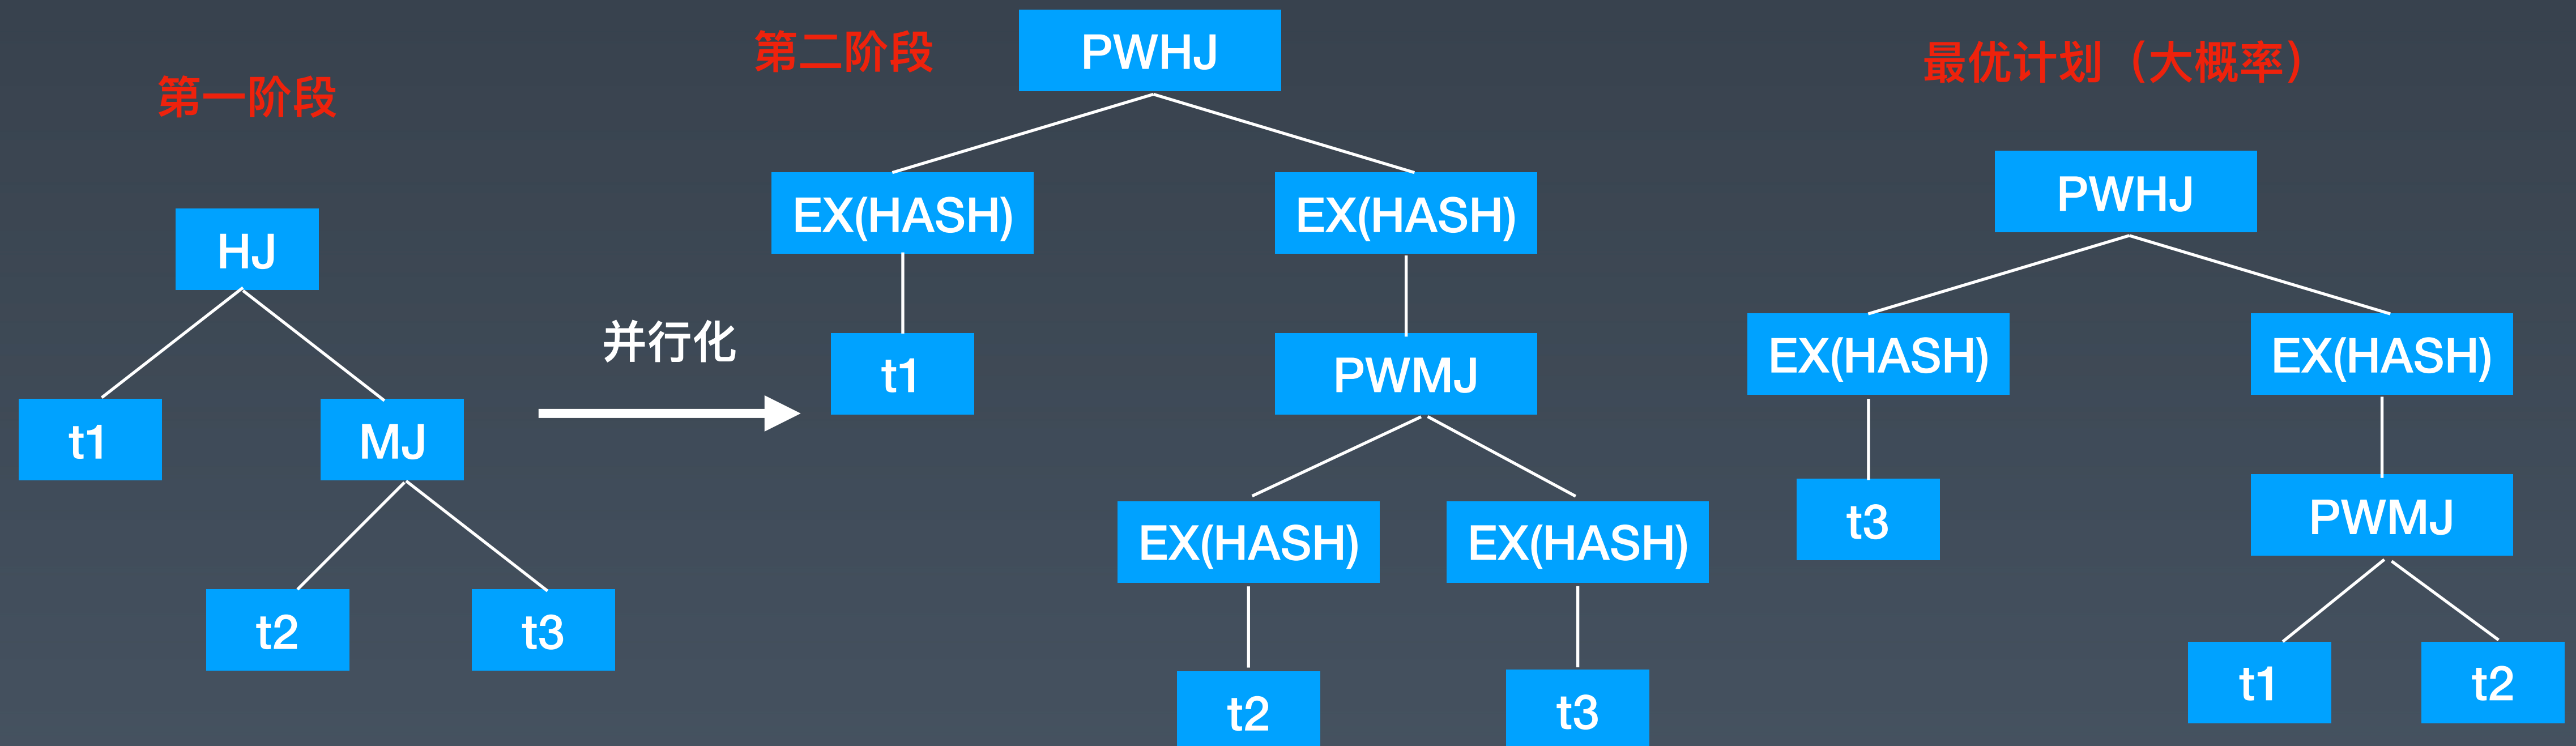 第一阶段
HJ
t1
MJ
t2
t3
并行化
第二阶段
PWHJ
EX(HASH)
EX(HASH)
t1
PWMJ
EX(HASH)
EX(HASH)
t2
t3
最优计划（大概率）
PWHJ
EX(HASH)
EX(HASH)
t3
PWMJ
t1
t2